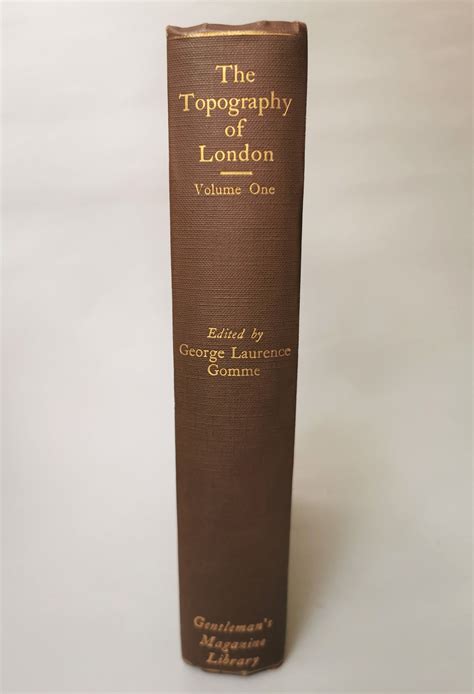 The
Topography
of
London
Volume One
Edited by
George Laurence
Gomme
Gentleman's
Magazine
Library